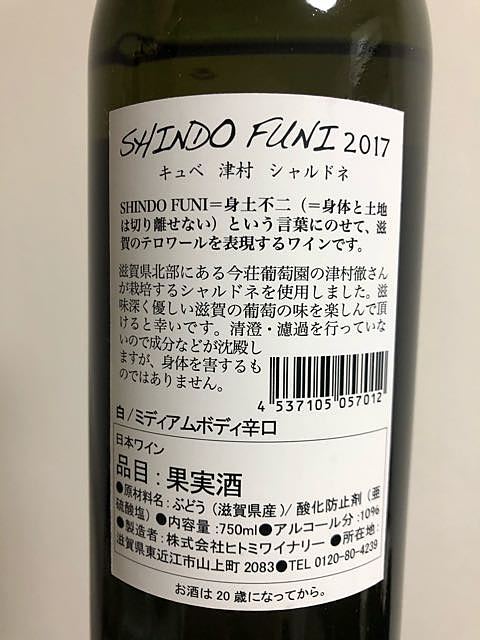 SHINDO FUNI 2017
キュベ 津村 シャルドネ
SHINDO FUNI＝身土不二（＝身体と土地
は切り離せない）という言葉にのせて、滋
賀のテロワールを表現するワインです。
滋賀県北部にある今荘葡萄園の津村徹さん
が栽培するシャルドネを使用しました。滋
味深く優しい滋賀の葡萄の味を楽しんで頂
けると幸いです。清澄・濾過を行っていな
いので成分などが沈殿し
ますが、身体を害するも
のではありません。
4 537105 057012
白/ミディアムボディ辛口
日本ワイン
品目：果実酒
●原材料名：ぶどう（滋賀県産）/ 酸化防止剤（亜
硫酸塩）●内容量：750ml●アルコール分：10%
●製造者：株式会社ヒトミワイナリー ●所在地：
滋賀県東近江市山上町 2083●TEL 0120-80-4239
お酒は20歳になってから。